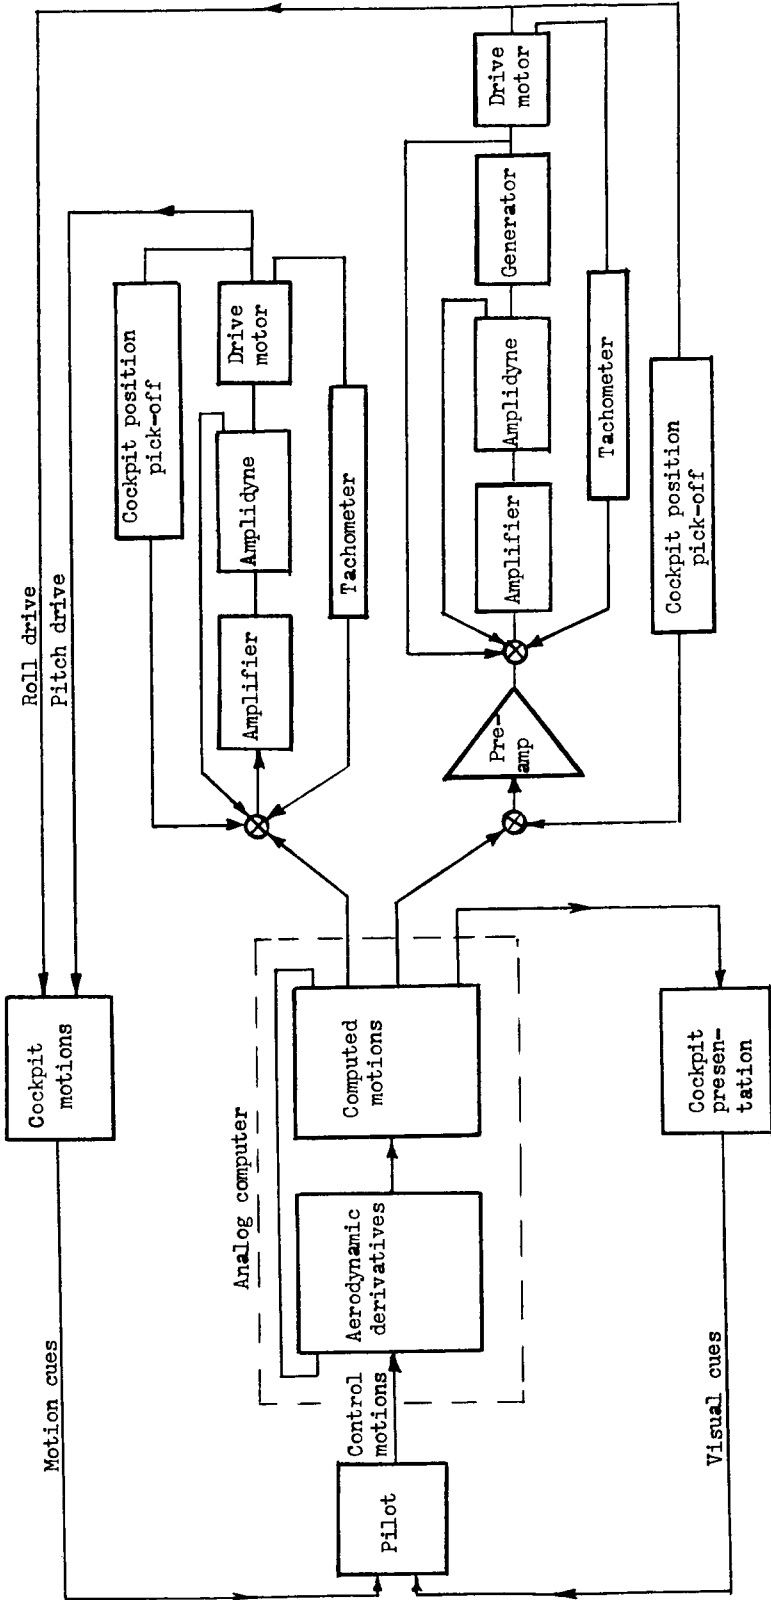 Roll drive
Pitch drive
Motion cues
Cockpit
motions
Cockpit position
pick-off
Amplifier
Amplidyne
Drive
motor
Tachometer
Analog computer
Pilot
Control
motions
Aerodynamic
derivatives
Computed
motions
Pre-
amp
Amplifier
Amplidyne
Generator
Drive
motor
Tachometer
Cockpit position
pick-off
Cockpit
presen-
tation
Visual cues